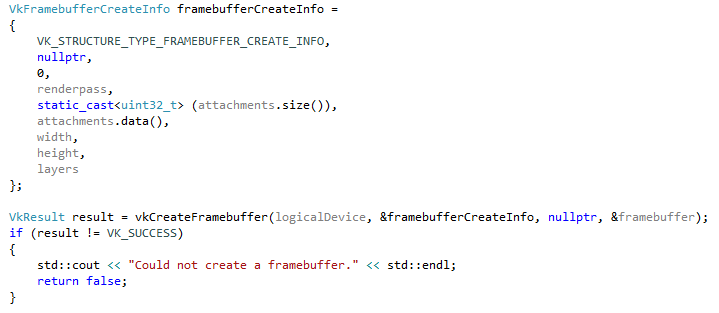 VkFramebufferCreateInfo framebufferCreateInfo =
{
    VK_STRUCTURE_TYPE_FRAMEBUFFER_CREATE_INFO,
    nullptr,
    0,
    renderpass,
    static_cast<uint32_t> (attachments.size()),
    attachments.data(),
    width,
    height,
    layers
};

VkResult result = vkCreateFramebuffer(logicalDevice, &framebufferCreateInfo, nullptr, &framebuffer);
if (result != VK_SUCCESS)
{
    std::cout << "Could not create a framebuffer." << std::endl;
    return false;
}